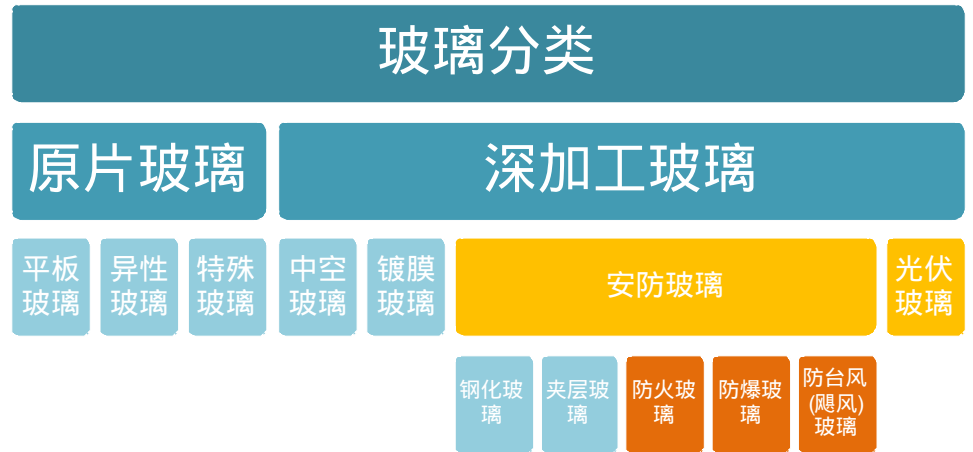 玻璃分类
原片玻璃
深加工玻璃
平板
玻璃
异性
玻璃
特殊
玻璃
中空
玻璃
镀膜
玻璃
安防玻璃
光伏
玻璃
钢化玻
璃
夹层玻
璃
防火玻
璃
防爆玻
璃
防台风
(飓风)
玻璃